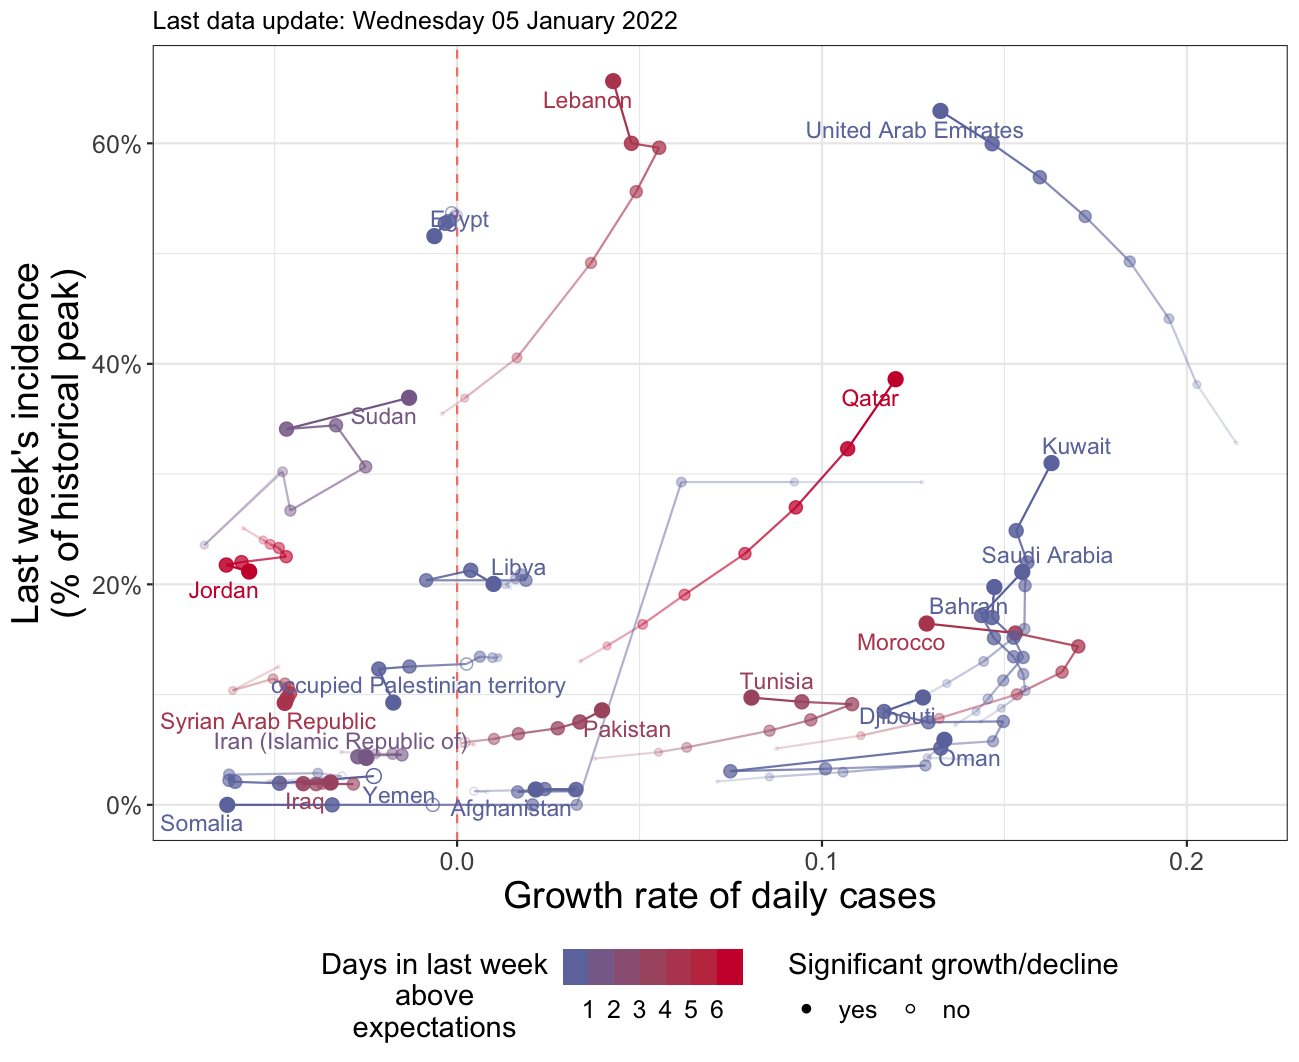 Last data update: Wednesday 05 January 2022
Last week's incidence
(% of historical peak)
60%
40%
20%
0%
Lebanon
United Arab Emirates
Egypt
Qatar
Sudan
Kuwait
Saudi Arabia
Libya
Jordan
Bahrain
Morocco
occupied Palestinian territory
Tunisia
Syrian Arab Republic
Djibouti
Pakistan
Iran (Islamic Republic of)
Oman
Iraq
Yemen
Afghanistan
Somalia
0.0
0.1
0.2
Growth rate of daily cases
Days in last week
above
expectations
1 2 3 4 5 6
Significant growth/decline
yes
no